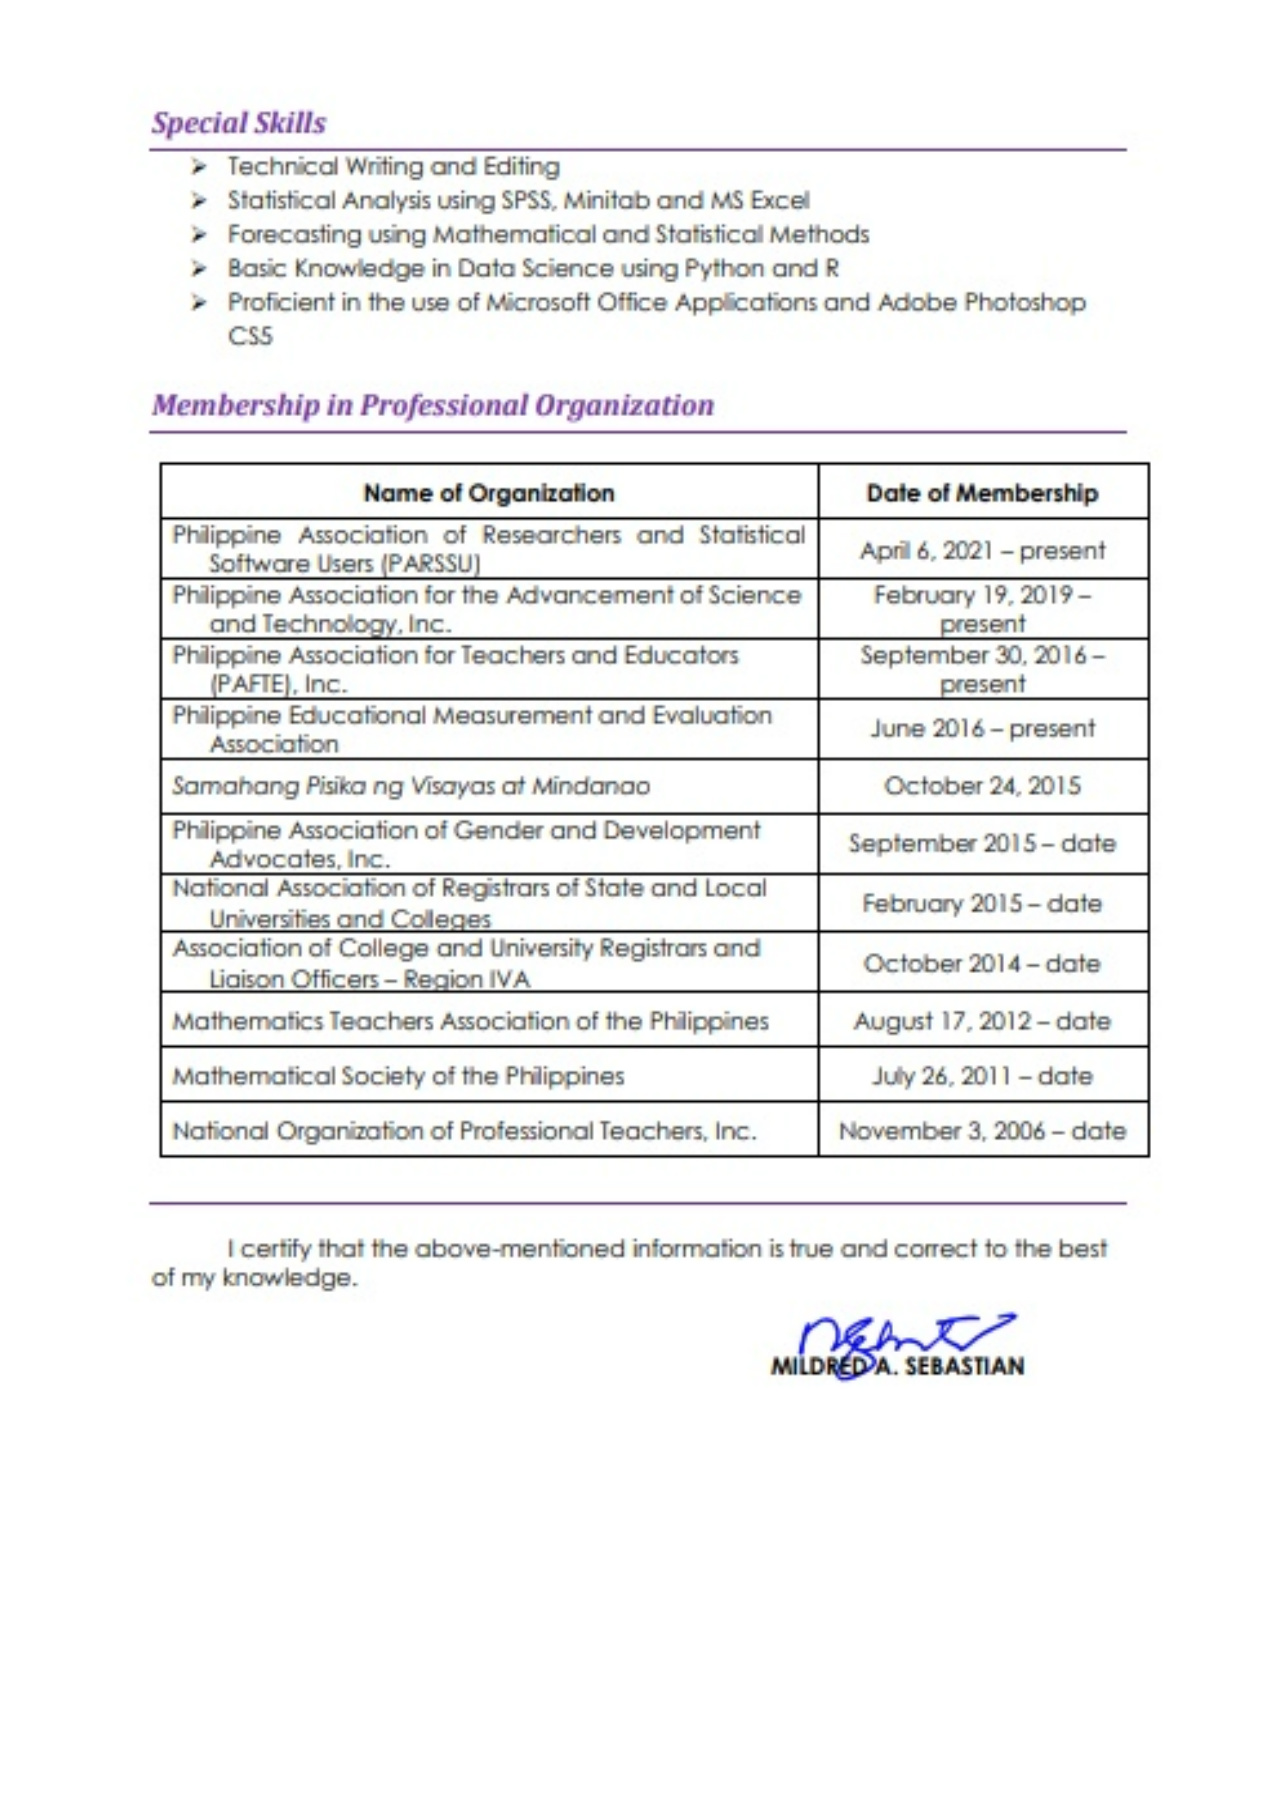 Special Skills
Technical Writing and Editing
Statistical Analysis using SPSS, Minitab and MS Excel
Forecasting using Mathematical and Statistical Methods
Basic Knowledge in Data Science using Python and R
Proficient in the use of Microsoft Office Applications and Adobe Photoshop
CS5
Membership in Professional Organization
Name of Organization Date of Membership
Philippine Association of Researchers and Statistical
Software Users (PARSSU)
April 6, 2021 – present
Philippine Association for the Advancement of Science
and Technology, Inc.
February 19, 2019 –
present
Philippine Association for Teachers and Educators
(PAFTE), Inc.
September 30, 2016 –
present
Philippine Educational Measurement and Evaluation
Association
June 2016 – present
Samahang Pisika ng Visayas at Mindanao October 24, 2015
Philippine Association of Gender and Development
Advocates, Inc.
September 2015 – date
National Association of Registrars of State and Local
Universities and Colleges
February 2015 – date
Association of College and University Registrars and
Liaison Officers – Region IVA
October 2014 – date
Mathematics Teachers Association of the Philippines August 17, 2012 – date
Mathematical Society of the Philippines July 26, 2011 – date
National Organization of Professional Teachers, Inc. November 3, 2006 – date
I certify that the above-mentioned information is true and correct to the best
of my knowledge.
MILDRED A. SEBASTIAN